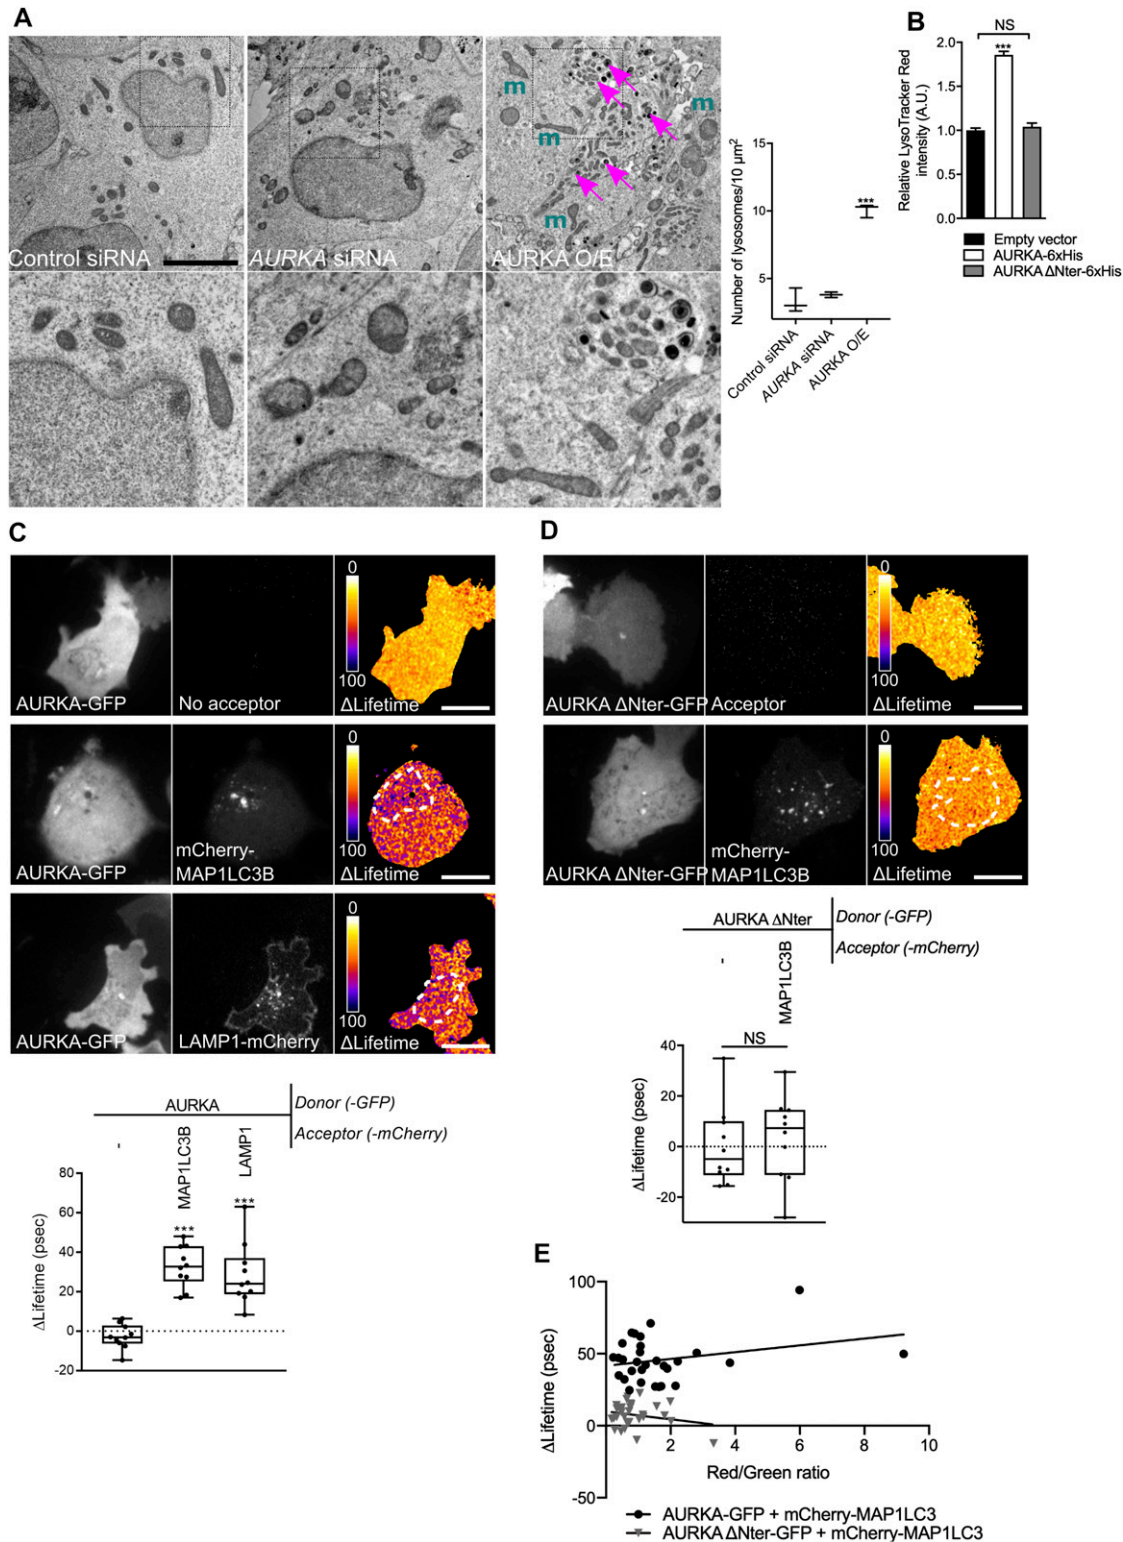 A
B
Control siRNA
AURKA siRNA
AURKA O/E
m
m
m
m
Number of lysosomes/10 µm²
15
10
5
***
Control siRNA
AURKA siRNA
AURKA O/E
Relative LysoTracker Red
intensity (A.U.)
2.0
1.5
1.0
0.5
0.0
NS
***
Empty vector
AURKA-6xHis
AURKA ΔNter-6xHis
C
AURKA-GFP
No acceptor
0
100
ΔLifetime
AURKA-GFP
mCherry-
MAP1LC3B
0
100
ΔLifetime
AURKA-GFP
LAMP1-mCherry
0
100
ΔLifetime
AURKA
Donor (-GFP)
Acceptor (-mCherry)
-
MAP1LC3B
LAMP1
ΔLifetime (psec)
80
60
40
20
0
-20
***
***
D
AURKA ΔNter-GFP
Acceptor
0
100
ΔLifetime
AURKA ΔNter-GFP
mCherry-
MAP1LC3B
0
100
ΔLifetime
AURKA ΔNter
Donor (-GFP)
Acceptor (-mCherry)
-
MAP1LC3B
ΔLifetime (psec)
40
20
0
-20
NS
E
ΔLifetime (psec)
100
50
0
-50
2
4
6
8
10
Red/Green ratio
AURKA-GFP + mCherry-MAP1LC3
AURKA ΔNter-GFP + mCherry-MAP1LC3